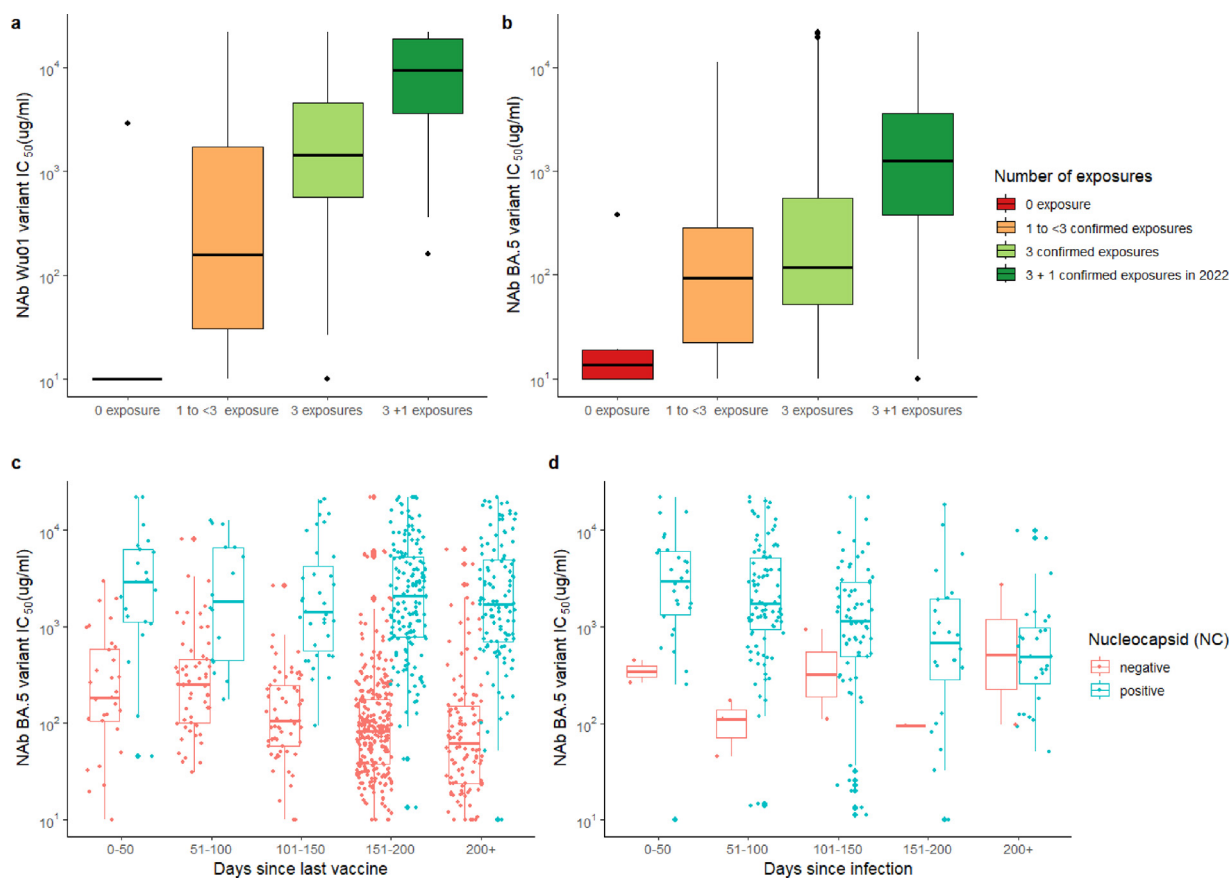 a
NAb Wu01 variant IC50(ug/ml)
10^4
10^3
10^2
10^1
0 exposure 1 to <3 exposure 3 exposures 3 +1 exposures
b
NAb BA.5 variant IC50(ug/ml)
10^4
10^3
10^2
10^1
0 exposure 1 to <3 exposure 3 exposures 3 +1 exposures
Number of exposures
0 exposure
1 to <3 confirmed exposures
3 confirmed exposures
3 + 1 confirmed exposures in 2022
c
NAb BA.5 variant IC50(ug/ml)
10^4
10^3
10^2
10^1
0-50 51-100 101-150 151-200 200+
Days since last vaccine
d
NAb BA.5 variant IC50(ug/ml)
10^4
10^3
10^2
10^1
0-50 51-100 101-150 151-200 200+
Days since infection
Nucleocapsid (NC)
negative
positive